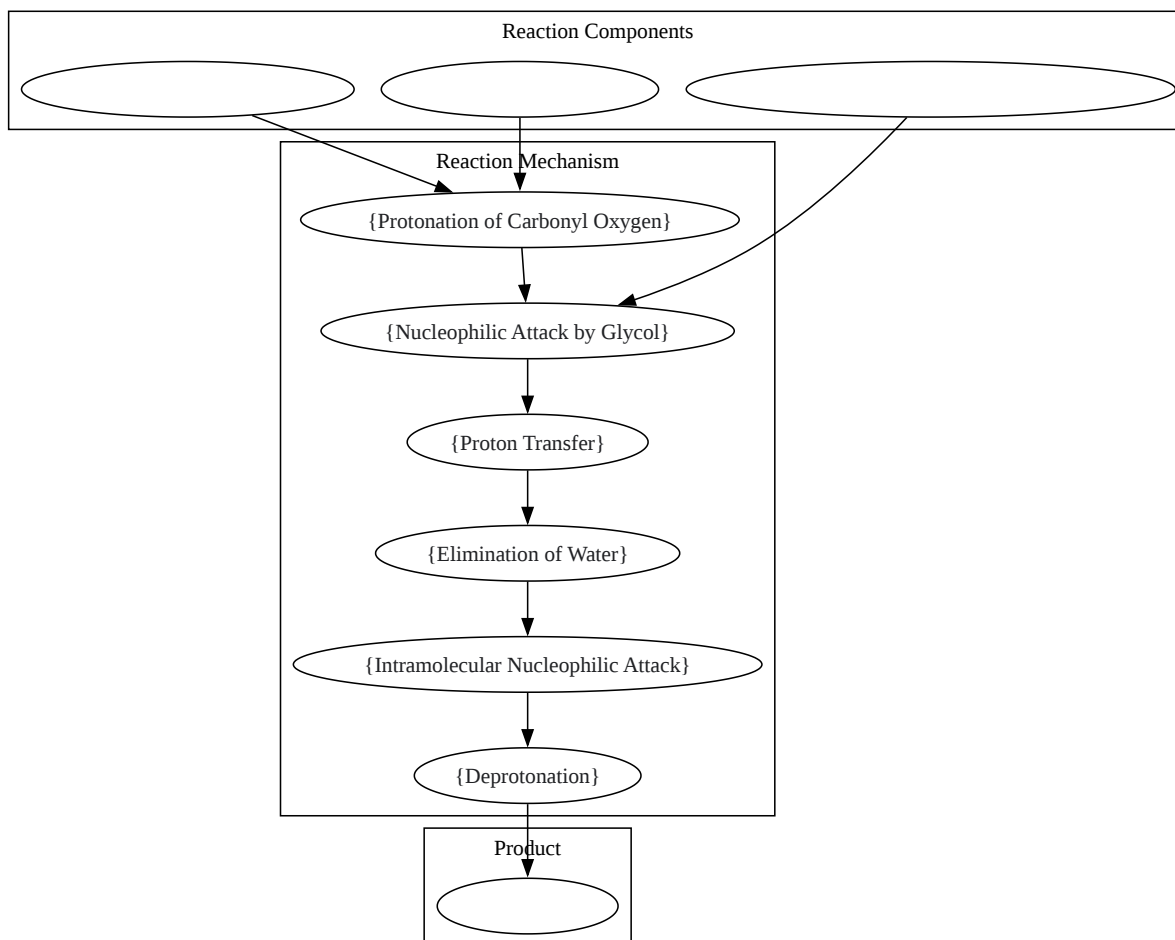 Reaction Components
Reaction Mechanism
{Protonation of Carbonyl Oxygen}
{Nucleophilic Attack by Glycol}
{Proton Transfer}
{Elimination of Water}
{Intramolecular Nucleophilic Attack}
{Deprotonation}
Product